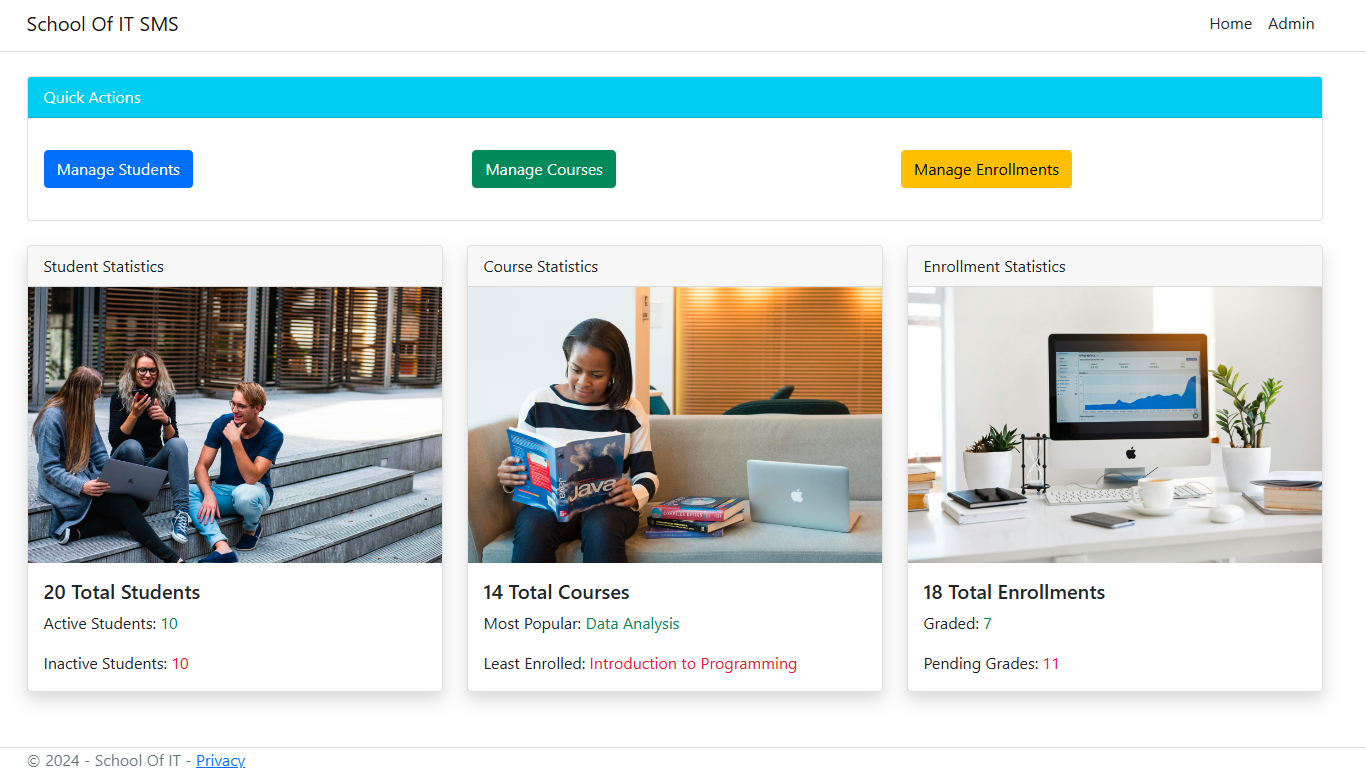 School Of IT SMS
Home Admin
Quick Actions
Manage Students
Manage Courses
Manage Enrollments
Student Statistics
Course Statistics
Enrollment Statistics
Java
Java
20 Total Students
Active Students: 10
Inactive Students: 10
14 Total Courses
Most Popular: Data Analysis
Least Enrolled: Introduction to Programming
18 Total Enrollments
Graded: 7
Pending Grades: 11
© 2024 - School Of IT - Privacy